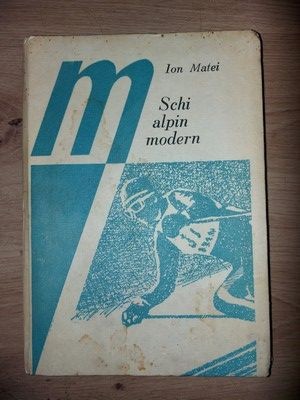 m
Ion Matei
Schi
alpin
modern